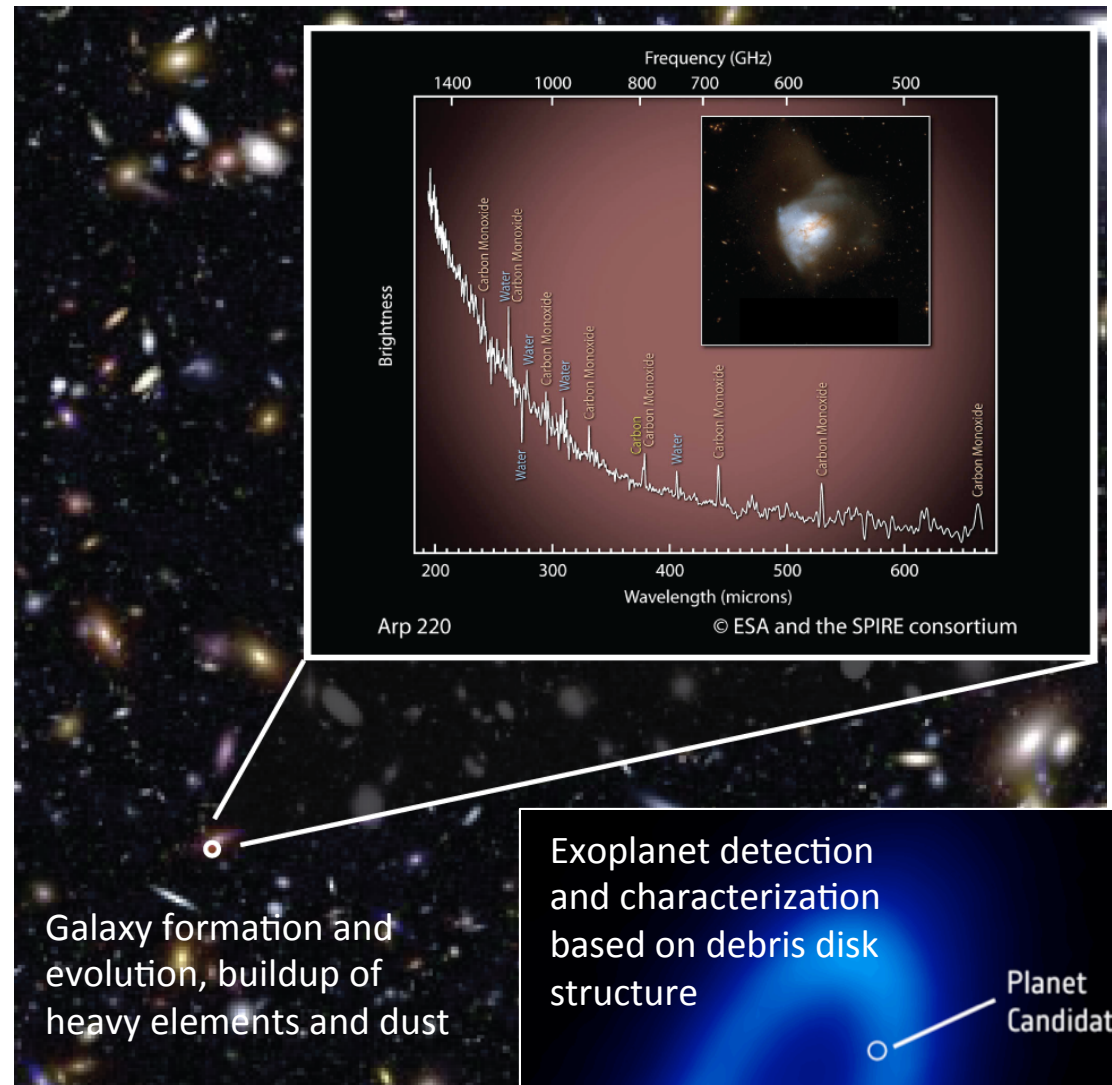 Frequency (GHz)
1400 1000 800 700 600 500
Brightness
Carbon Monoxide
Water
Carbon Monoxide
Water
Water
Carbon Monoxide
Water
Carbon Monoxide
Carbon
Carbon Monoxide
Water
Carbon Monoxide
Carbon Monoxide
Carbon Monoxide
200 300 400 500 600
Wavelength (microns)
Arp 220 © ESA and the SPIRE consortium
Galaxy formation and
evolution, buildup of
heavy elements and dust
Exoplanet detection
and characterization
based on debris disk
structure
Planet
Candidat